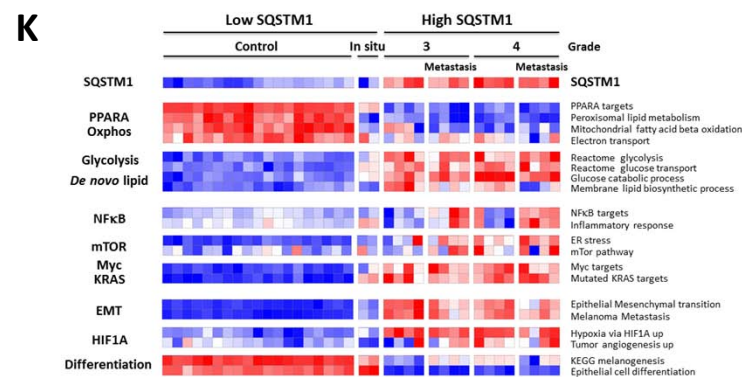 K
Low SQSTM1 High SQSTM1
Control In situ 3 4 Grade
Metastasis Metastasis
SQSTM1 SQSTM1
PPARA PPARA targets
Oxphos Peroxisomal lipid metabolism
Mitochondrial fatty acid beta oxidation
Electron transport
Glycolysis Reactome glycolysis
Reactome glucose transport
De novo lipid Glucose catabolic process
Membrane lipid biosynthetic process
NFκB NFκB targets
Inflammatory response
mTOR ER stress
mTor pathway
Myc Myc targets
KRAS Mutated KRAS targets
EMT Epithelial Mesenchymal transition
Melanoma Metastasis
HIF1A Hypoxia via HIF1A up
Tumor angiogenesis up
Differentiation KEGG melanogenesis
Epithelial cell differentiation